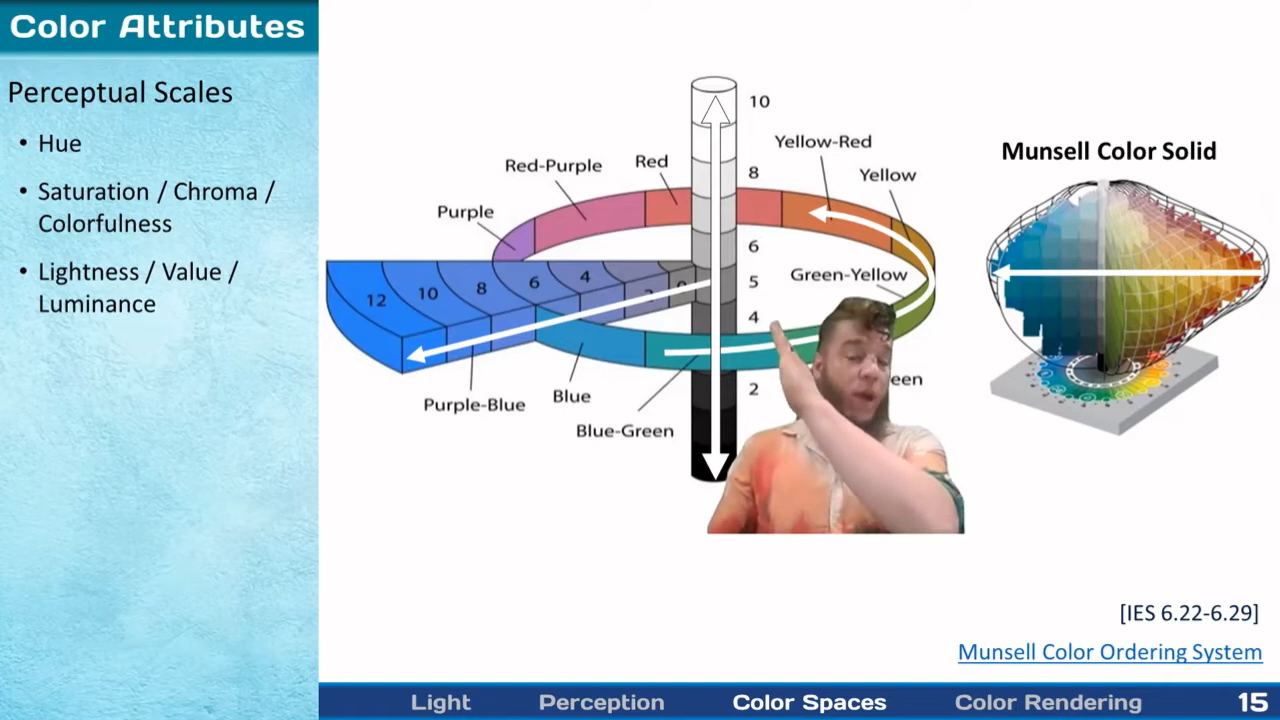 Color Attributes
Perceptual Scales
• Hue
• Saturation / Chroma /
Colorfulness
• Lightness / Value /
Luminance
10
Yellow-Red
Red
8
Red-Purple
Yellow
Purple
6
Green-Yellow
5
12
10
8
6
4
4
2
Purple-Blue
Blue
Blue-Green
Munsell Color Solid
[IES 6.22-6.29]
Munsell Color Ordering System
Light
Perception
Color Spaces
Color Rendering
15